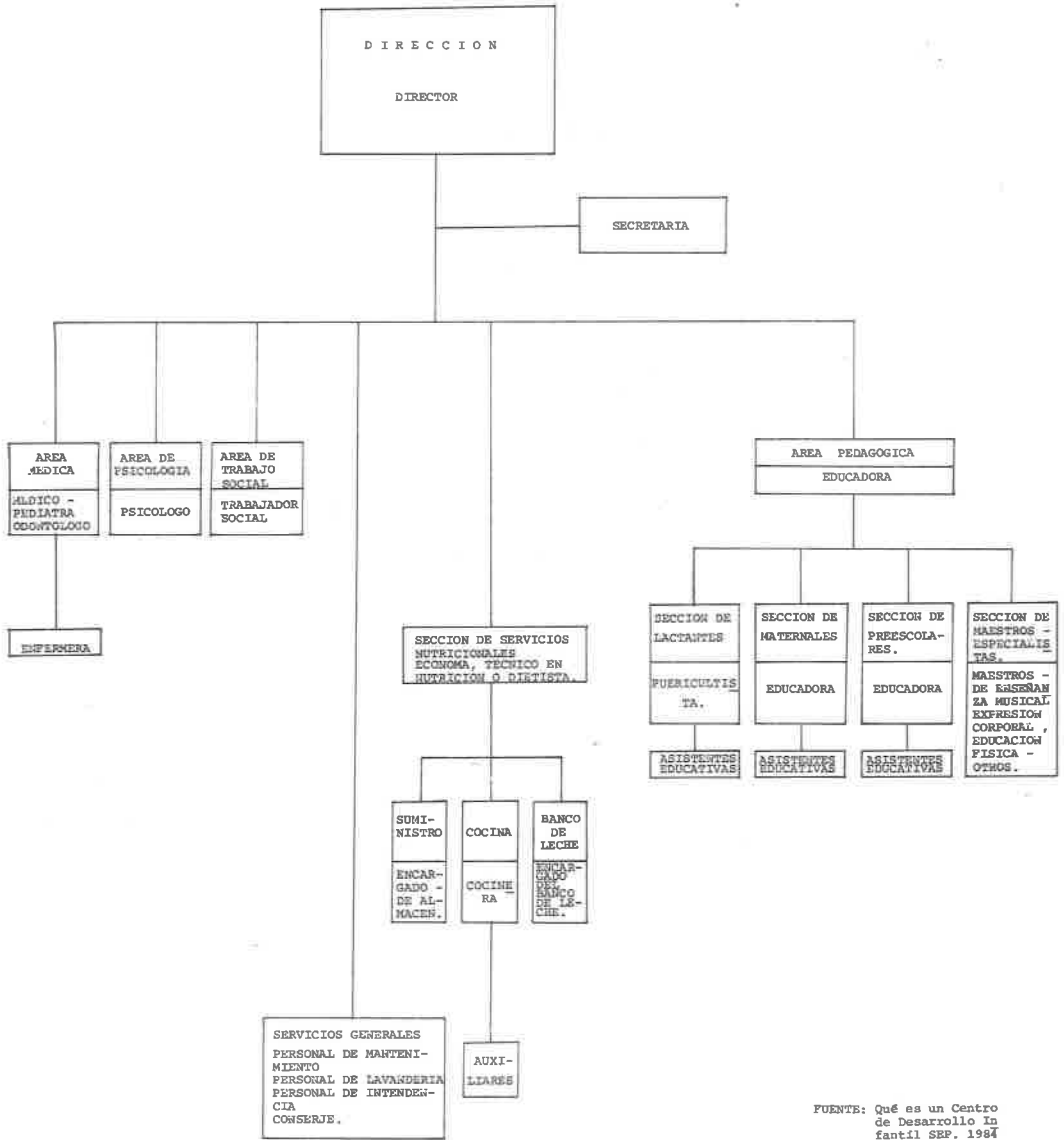 D I R E C C I O N
DIRECTOR
SECRETARIA
AREA
MEDICA
MEDICO -
PEDIATRA
ODONTOLOGO
ENFERMERA
AREA DE
PSICOLOGIA
PSICOLOGO
AREA DE
TRABAJO
SOCIAL
TRABAJADOR
SOCIAL
AREA PEDAGOGICA
EDUCADORA
SECCION DE
LACTANTES
PUERICULTIS
TA.
ASISTENTES
EDUCATIVAS
SECCION DE
MATERNALES
EDUCADORA
ASISTENTES
EDUCATIVAS
SECCION DE
PREESCOLA-
RES.
EDUCADORA
ASISTENTES
EDUCATIVAS
SECCION DE
MAESTROS -
ESPECIALIS
TAS.
MAESTROS -
DE ENSEÑAN
ZA MUSICAL
EXPRESION
CORPORAL ,
EDUCACION
FISICA -
OTROS.
SECCION DE SERVICIOS
NUTRICIONALES
ECONOMA, TECNICO EN
NUTRICION O DIETISTA.
SUMI-
NISTRO
ENCAR-
GADO -
DE AL-
MACEN.
COCINA
COCINE
RA
BANCO
DE
LECHE
ENCAR-
GADO
DEL
BANCO
DE LE-
CHE.
AUXI-
LIARES
SERVICIOS GENERALES
PERSONAL DE MANTENI-
MIENTO
PERSONAL DE LAVANDERIA
PERSONAL DE INTENDEN-
CIA
CONSERJE.
FUENTE: Qué es un Centro
de Desarrollo In
fantil SEP. 1984